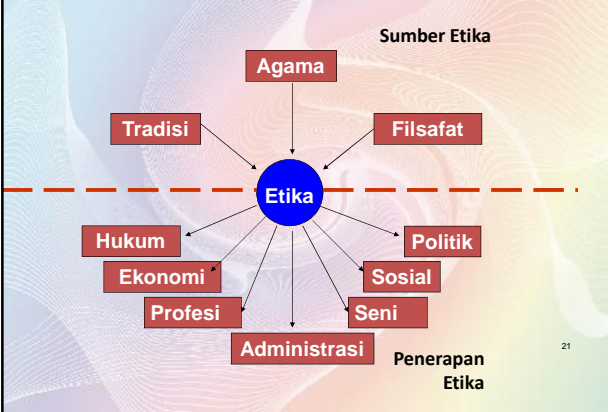 Sumber Etika
Agama
Tradisi
Filsafat
Etika
Hukum
Politik
Ekonomi
Sosial
Profesi
Seni
Administrasi
Penerapan
Etika
21